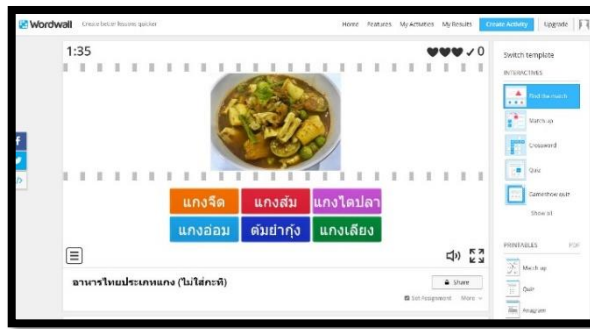 Wordwall Create better lessons quicker
Home Features My Activities My Results Create Activity Upgrade
1:35
0
Switch template
INTERACTIVES
Find the match
Match up
Crossword
Quiz
Gameshow quiz
Show all
แกงจืด แกงส้ม แกงไตปลา
แกงอ่อม ต้มยำกุ้ง แกงเลียง
PRINTABLES PDF
Match up
Quiz
Anagram
อาหารไทยประเภทแกง (ไม่ใส่กะทิ)
Share
Set Assignment More